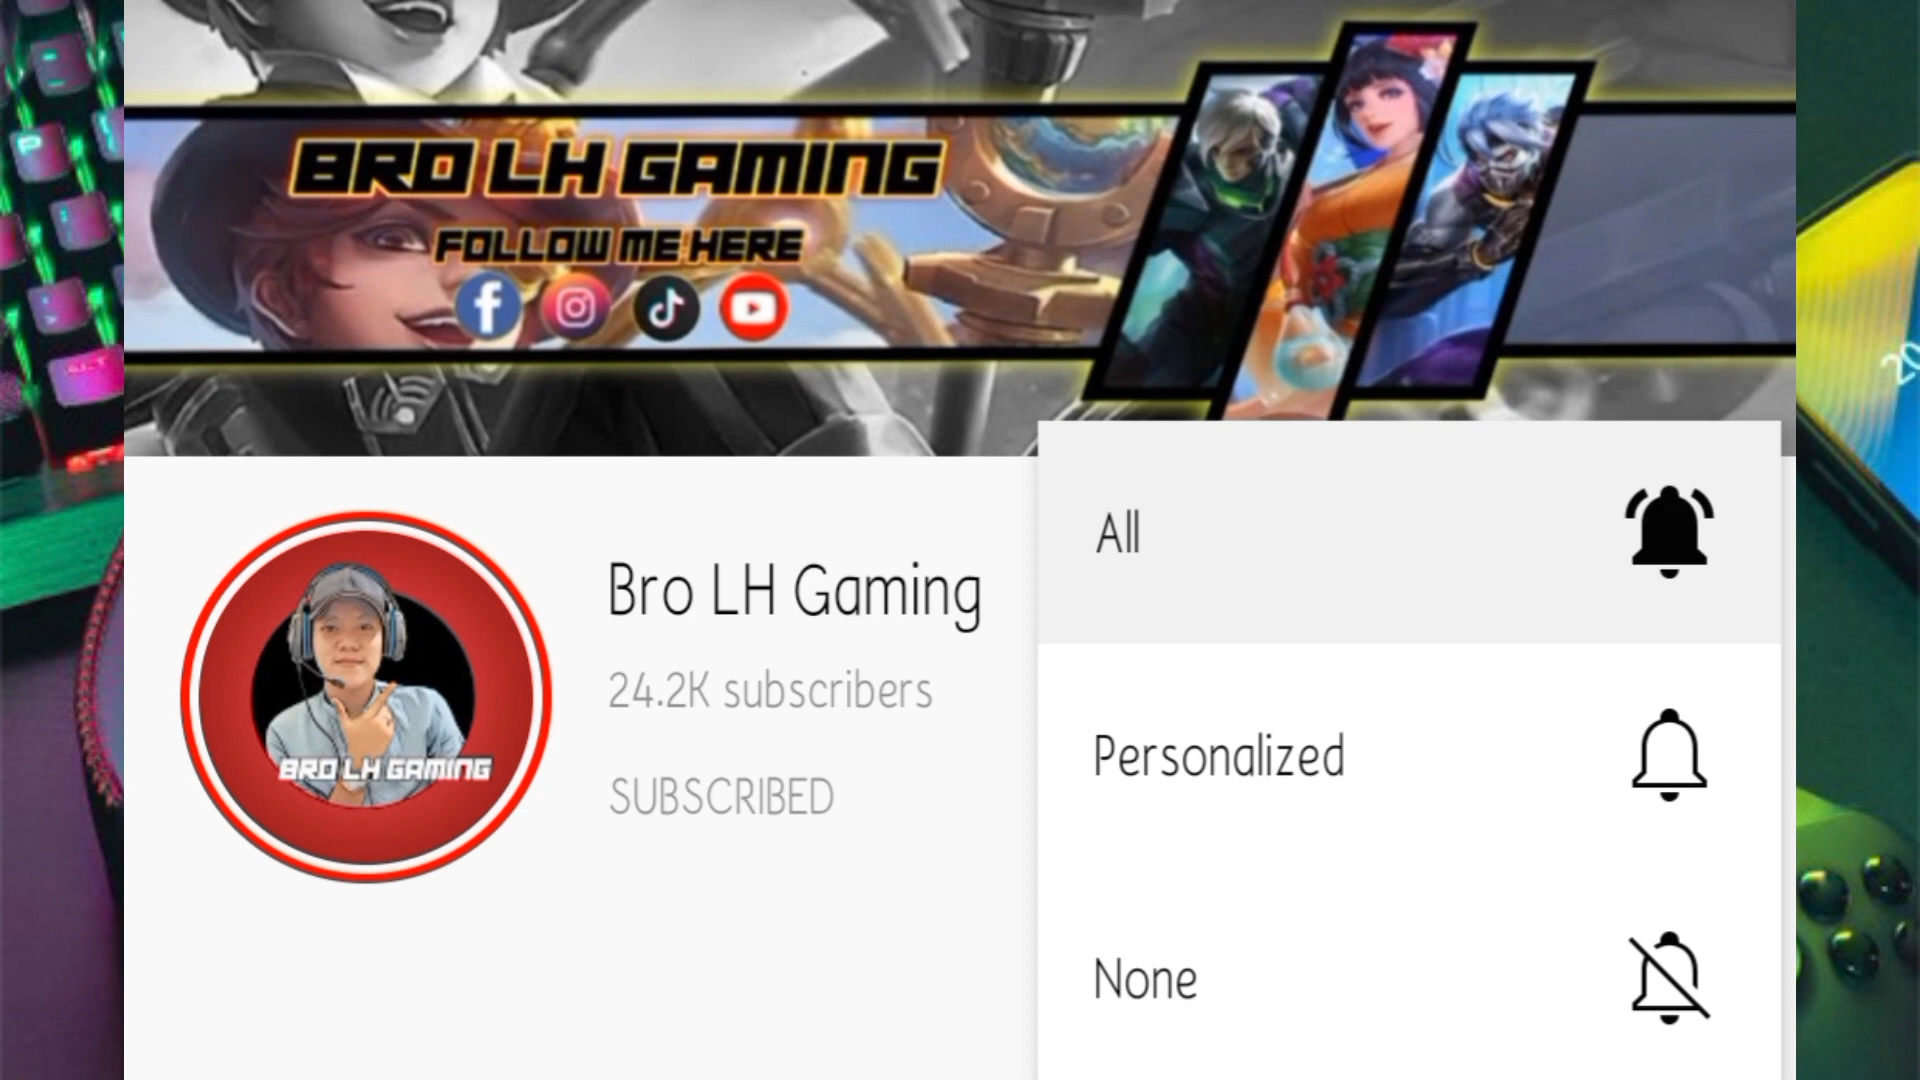 BRO LH GAMING
FOLLOW ME HERE
Bro LH Gaming
24.2K subscribers
SUBSCRIBED
BRO LH GAMING
All
Personalized
None
P
20